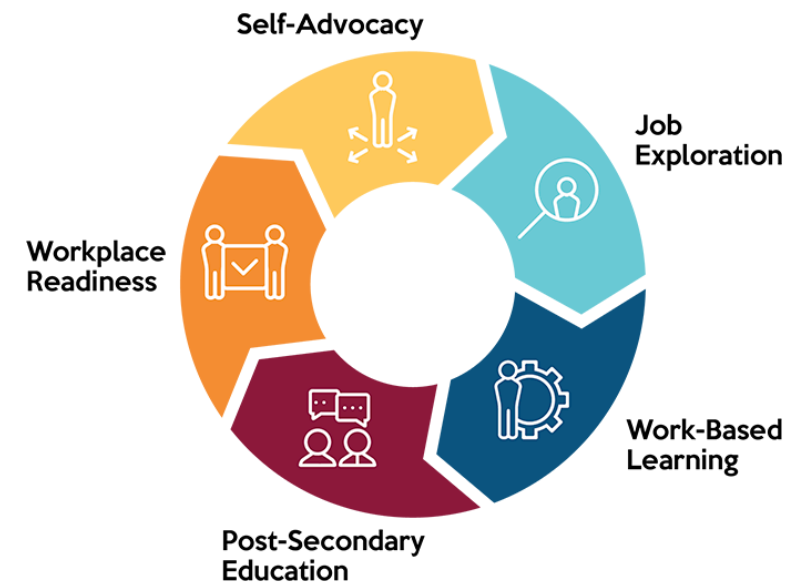 Self-Advocacy
Job
Exploration
Workplace
Readiness
Work-Based
Learning
Post-Secondary
Education